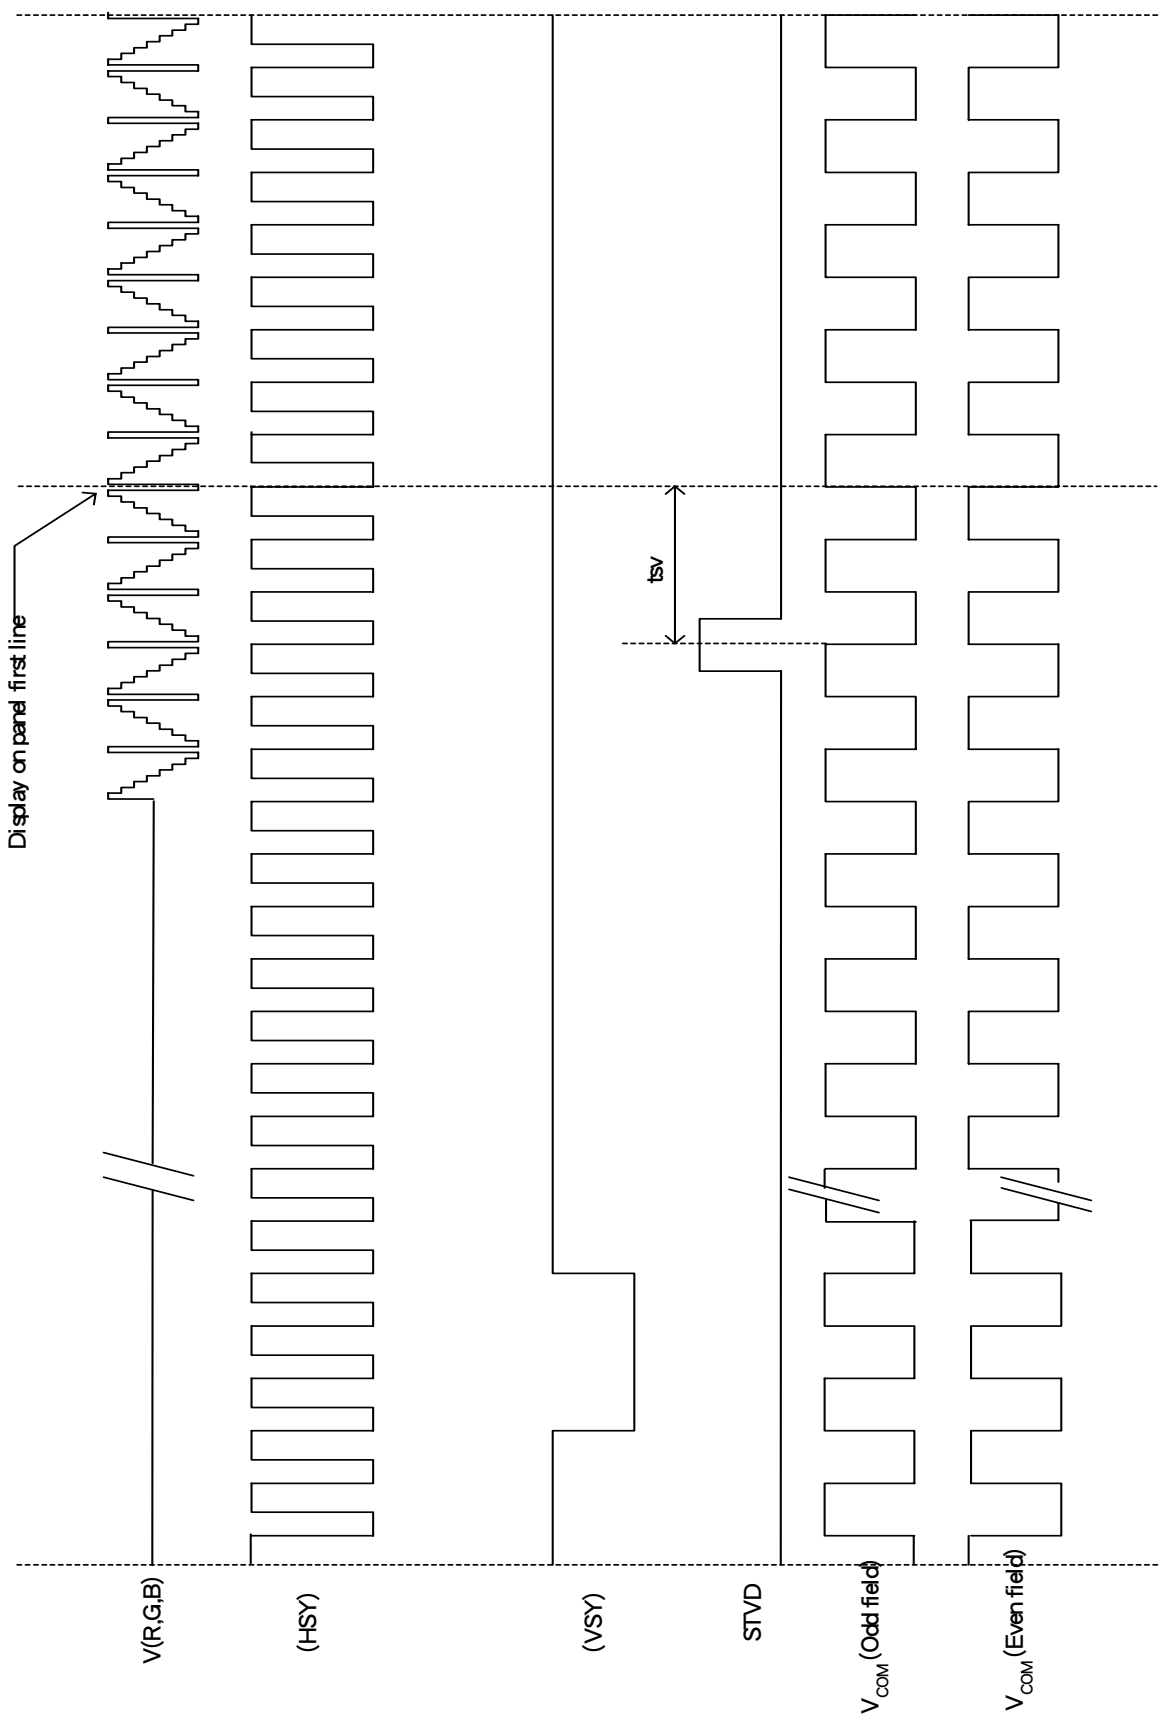 Display on panel first line
tsv
V(R,G,B)
(HSY)
(VSY)
STVD
VCOM (Odd field)
VCOM (Even field)